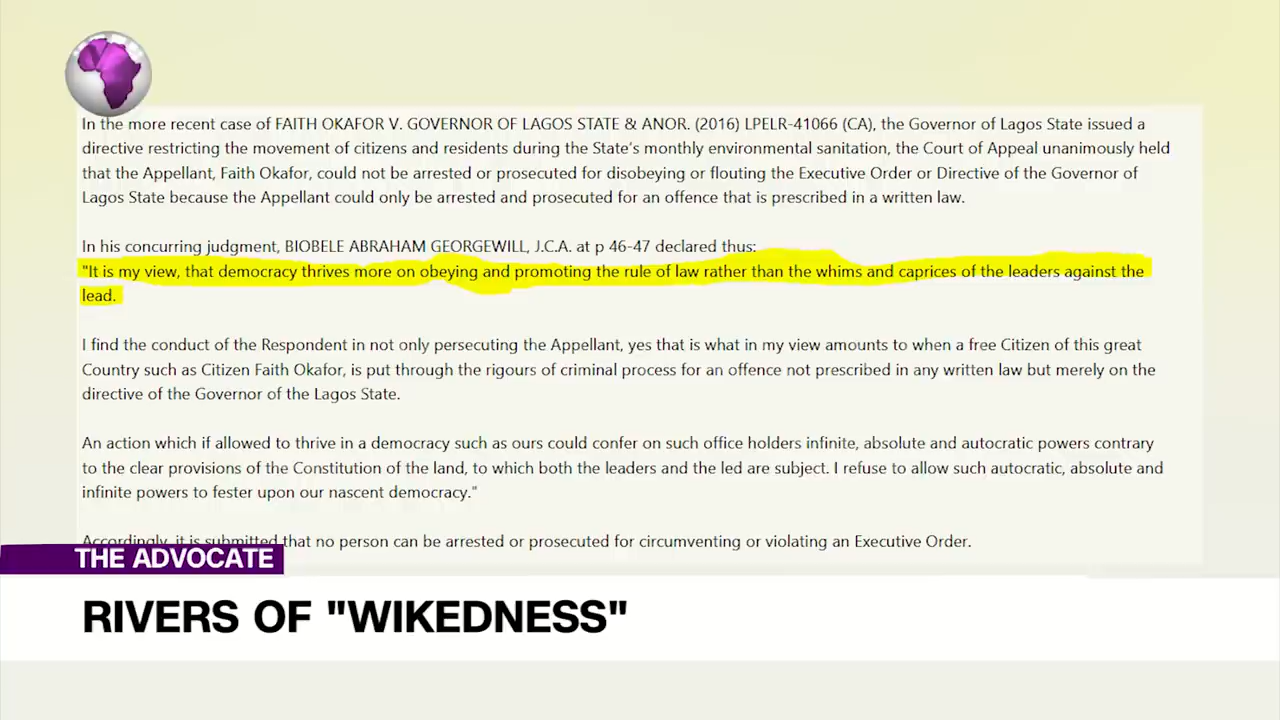 In the more recent case of FAITH OKAFOR V. GOVERNOR OF LAGOS STATE & ANOR. (2016) LPELR-41066 (CA), the Governor of Lagos State issued a
directive restricting the movement of citizens and residents during the State's monthly environmental sanitation, the Court of Appeal unanimously held
that the Appellant, Faith Okafor, could not be arrested or prosecuted for disobeying or flouting the Executive Order or Directive of the Governor of
Lagos State because the Appellant could only be arrested and prosecuted for an offence that is prescribed in a written law.
In his concurring judgment, BIOBELE ABRAHAM GEORGEWILL, J.C.A. at p 46-47 declared thus:
"It is my view, that democracy thrives more on obeying and promoting the rule of law rather than the whims and caprices of the leaders against the
lead.
I find the conduct of the Respondent in not only persecuting the Appellant, yes that is what in my view amounts to when a free Citizen of this great
Country such as Citizen Faith Okafor, is put through the rigours of criminal process for an offence not prescribed in any written law but merely on the
directive of the Governor of the Lagos State.
An action which if allowed to thrive in a democracy such as ours could confer on such office holders infinite, absolute and autocratic powers contrary
to the clear provisions of the Constitution of the land, to which both the leaders and the led are subject. I refuse to allow such autocratic, absolute and
infinite powers to fester upon our nascent democracy."
Accordingly, it is submitted that no person can be arrested or prosecuted for circumventing or violating an Executive Order.
THE ADVOCATE
RIVERS OF "WIKEDNESS"